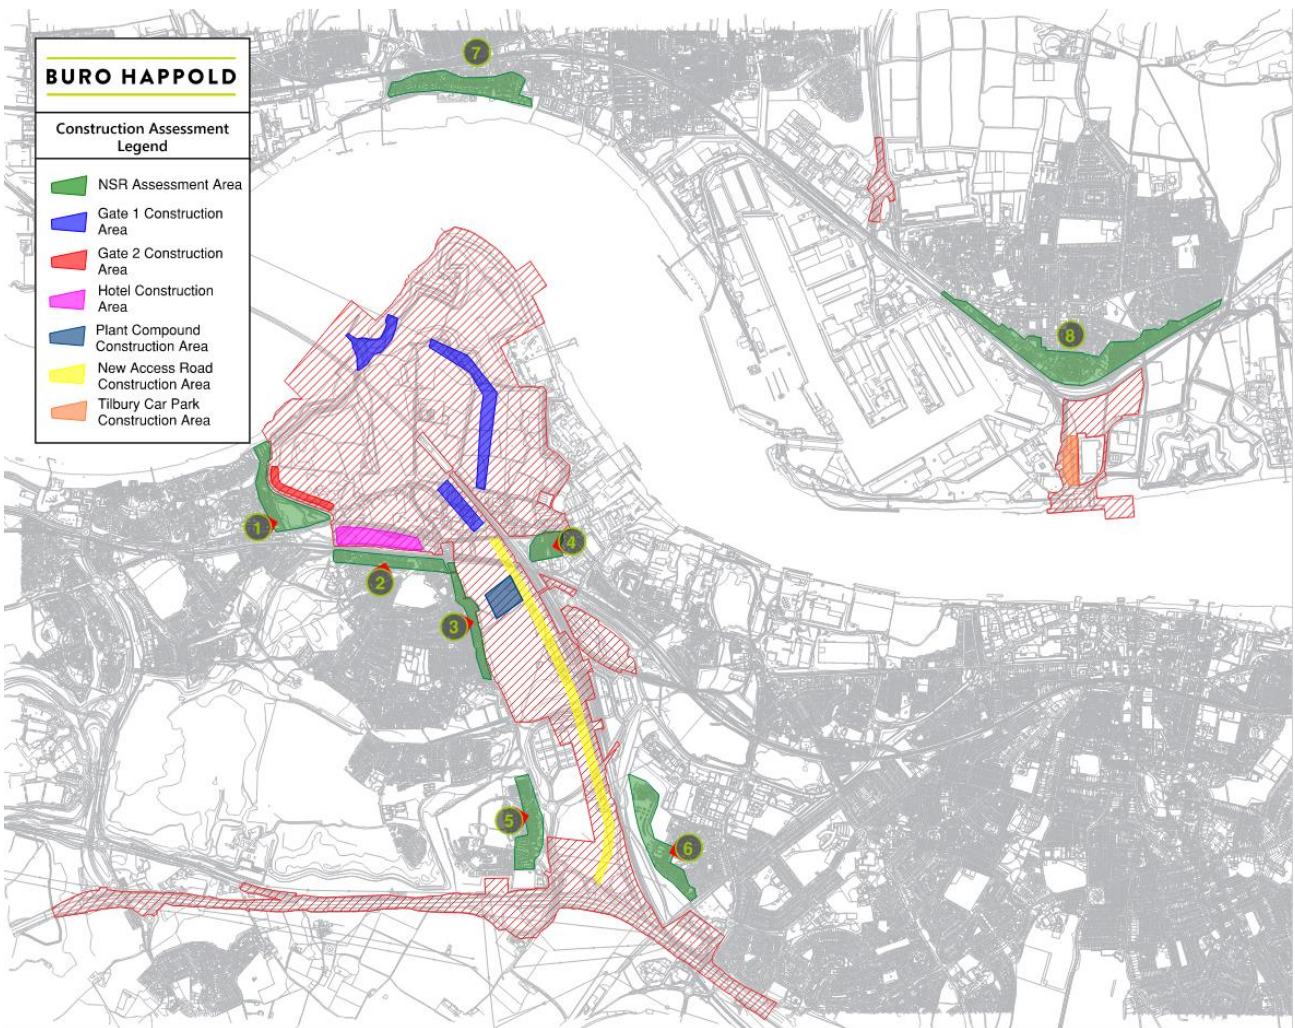 BURO HAPPOLD
Construction Assessment
Legend
NSR Assessment Area
Gate 1 Construction
Area
Gate 2 Construction
Area
Hotel Construction
Area
Plant Compound
Construction Area
New Access Road
Construction Area
Tilbury Car Park
Construction Area
7
8
1
4
2
3
5
6